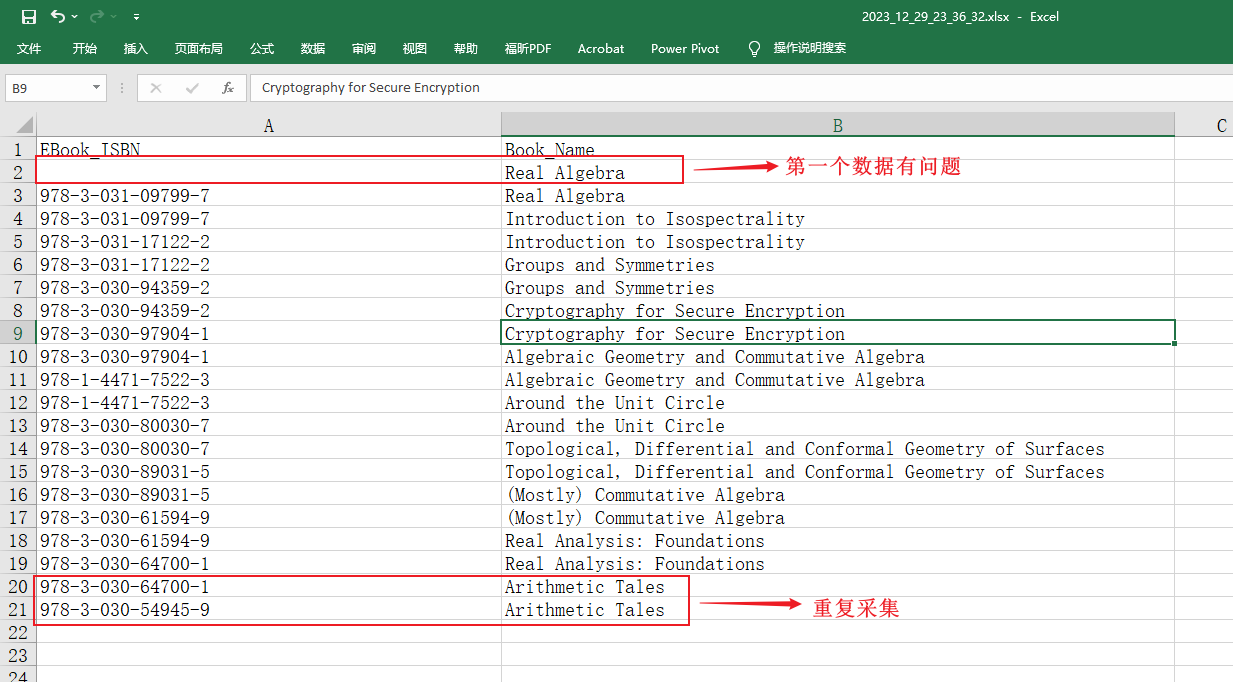 2023_12_29_23_36_32.xlsx - Excel
文件 开始 插入 页面布局 公式 数据 审阅 视图 帮助 福昕PDF Acrobat Power Pivot 操作说明搜索
B9 fx Cryptography for Secure Encryption
A B C
1 EBook_ISBN Book_Name
2 Real Algebra 第一个数据有问题
3 978-3-031-09799-7 Real Algebra
4 978-3-031-09799-7 Introduction to Isospectrality
5 978-3-031-17122-2 Introduction to Isospectrality
6 978-3-031-17122-2 Groups and Symmetries
7 978-3-030-94359-2 Groups and Symmetries
8 978-3-030-94359-2 Cryptography for Secure Encryption
9 978-3-030-97904-1 Cryptography for Secure Encryption
10 978-3-030-97904-1 Algebraic Geometry and Commutative Algebra
11 978-1-4471-7522-3 Algebraic Geometry and Commutative Algebra
12 978-1-4471-7522-3 Around the Unit Circle
13 978-3-030-80030-7 Around the Unit Circle
14 978-3-030-80030-7 Topological, Differential and Conformal Geometry of Surfaces
15 978-3-030-89031-5 Topological, Differential and Conformal Geometry of Surfaces
16 978-3-030-89031-5 (Mostly) Commutative Algebra
17 978-3-030-61594-9 (Mostly) Commutative Algebra
18 978-3-030-61594-9 Real Analysis: Foundations
19 978-3-030-64700-1 Real Analysis: Foundations
20 978-3-030-64700-1 Arithmetic Tales
21 978-3-030-54945-9 Arithmetic Tales 重复采集
22
23
24